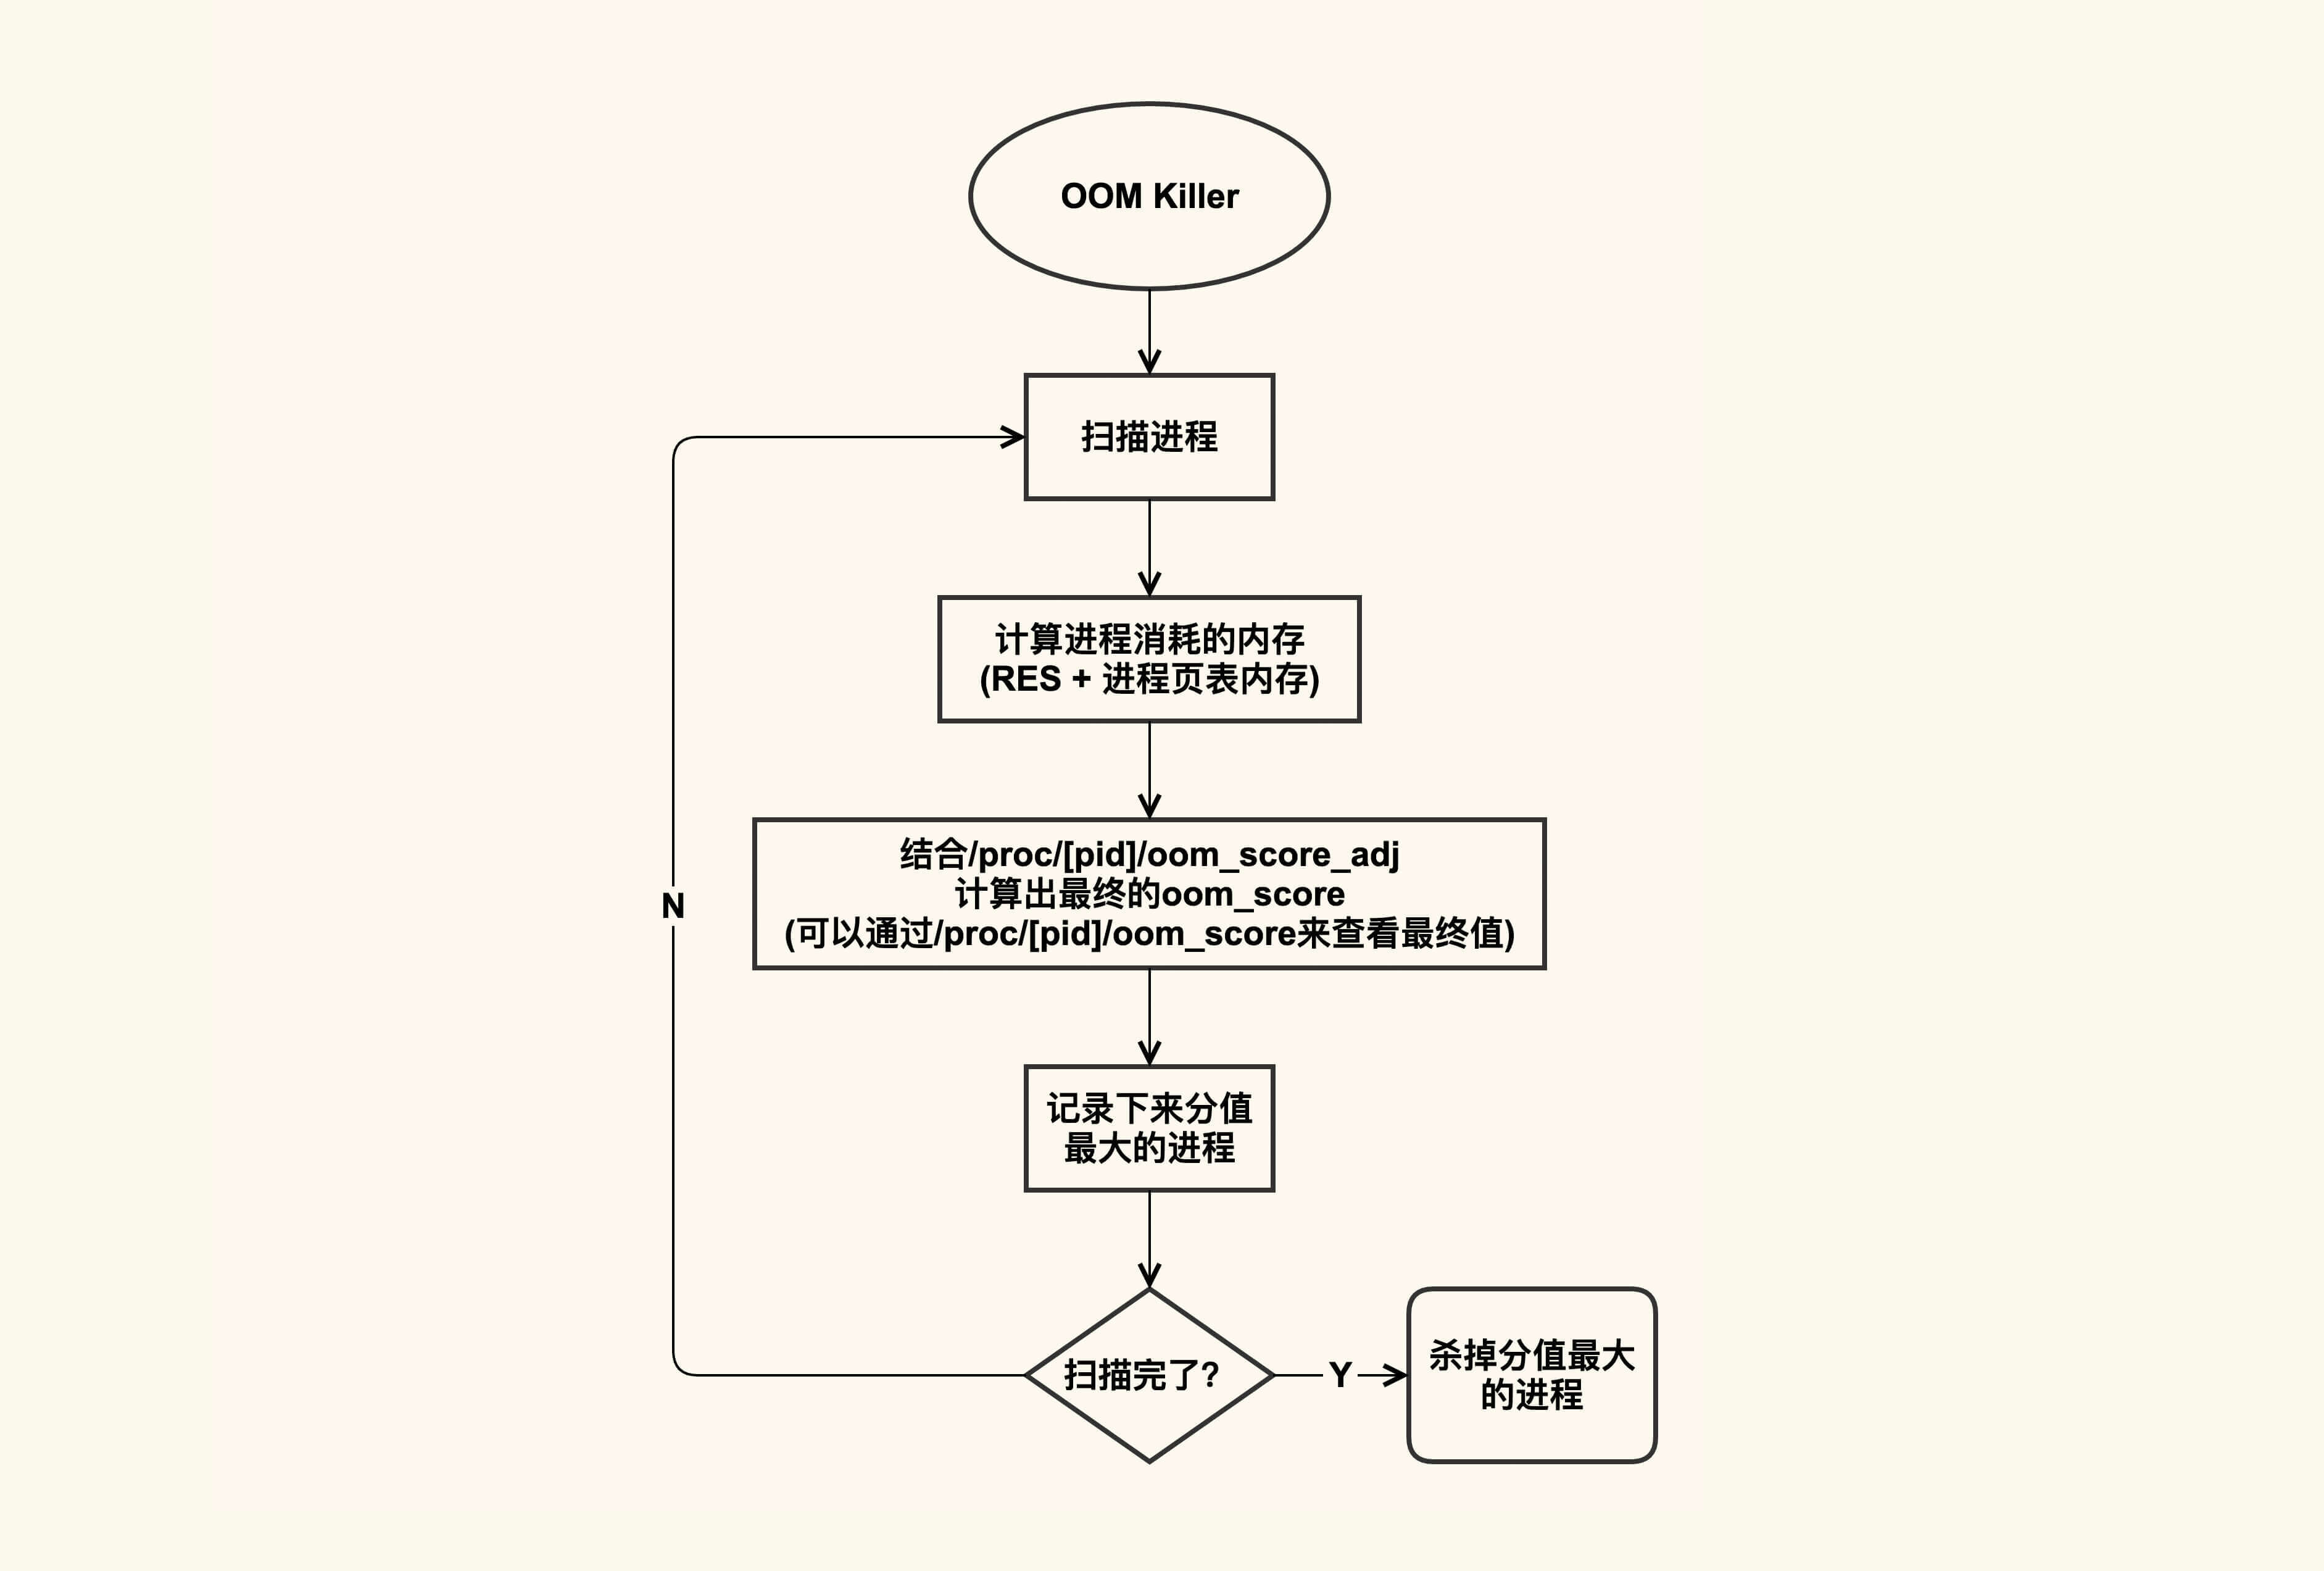 OOM Killer
扫描进程
计算进程消耗的内存
(RES + 进程页表内存)
结合/proc/[pid]/oom_score_adj
计算出最终的oom_score
(可以通过/proc/[pid]/oom_score来查看最终值)
N
记录下来分值
最大的进程
扫描完了?
Y
杀掉分值最大
的进程